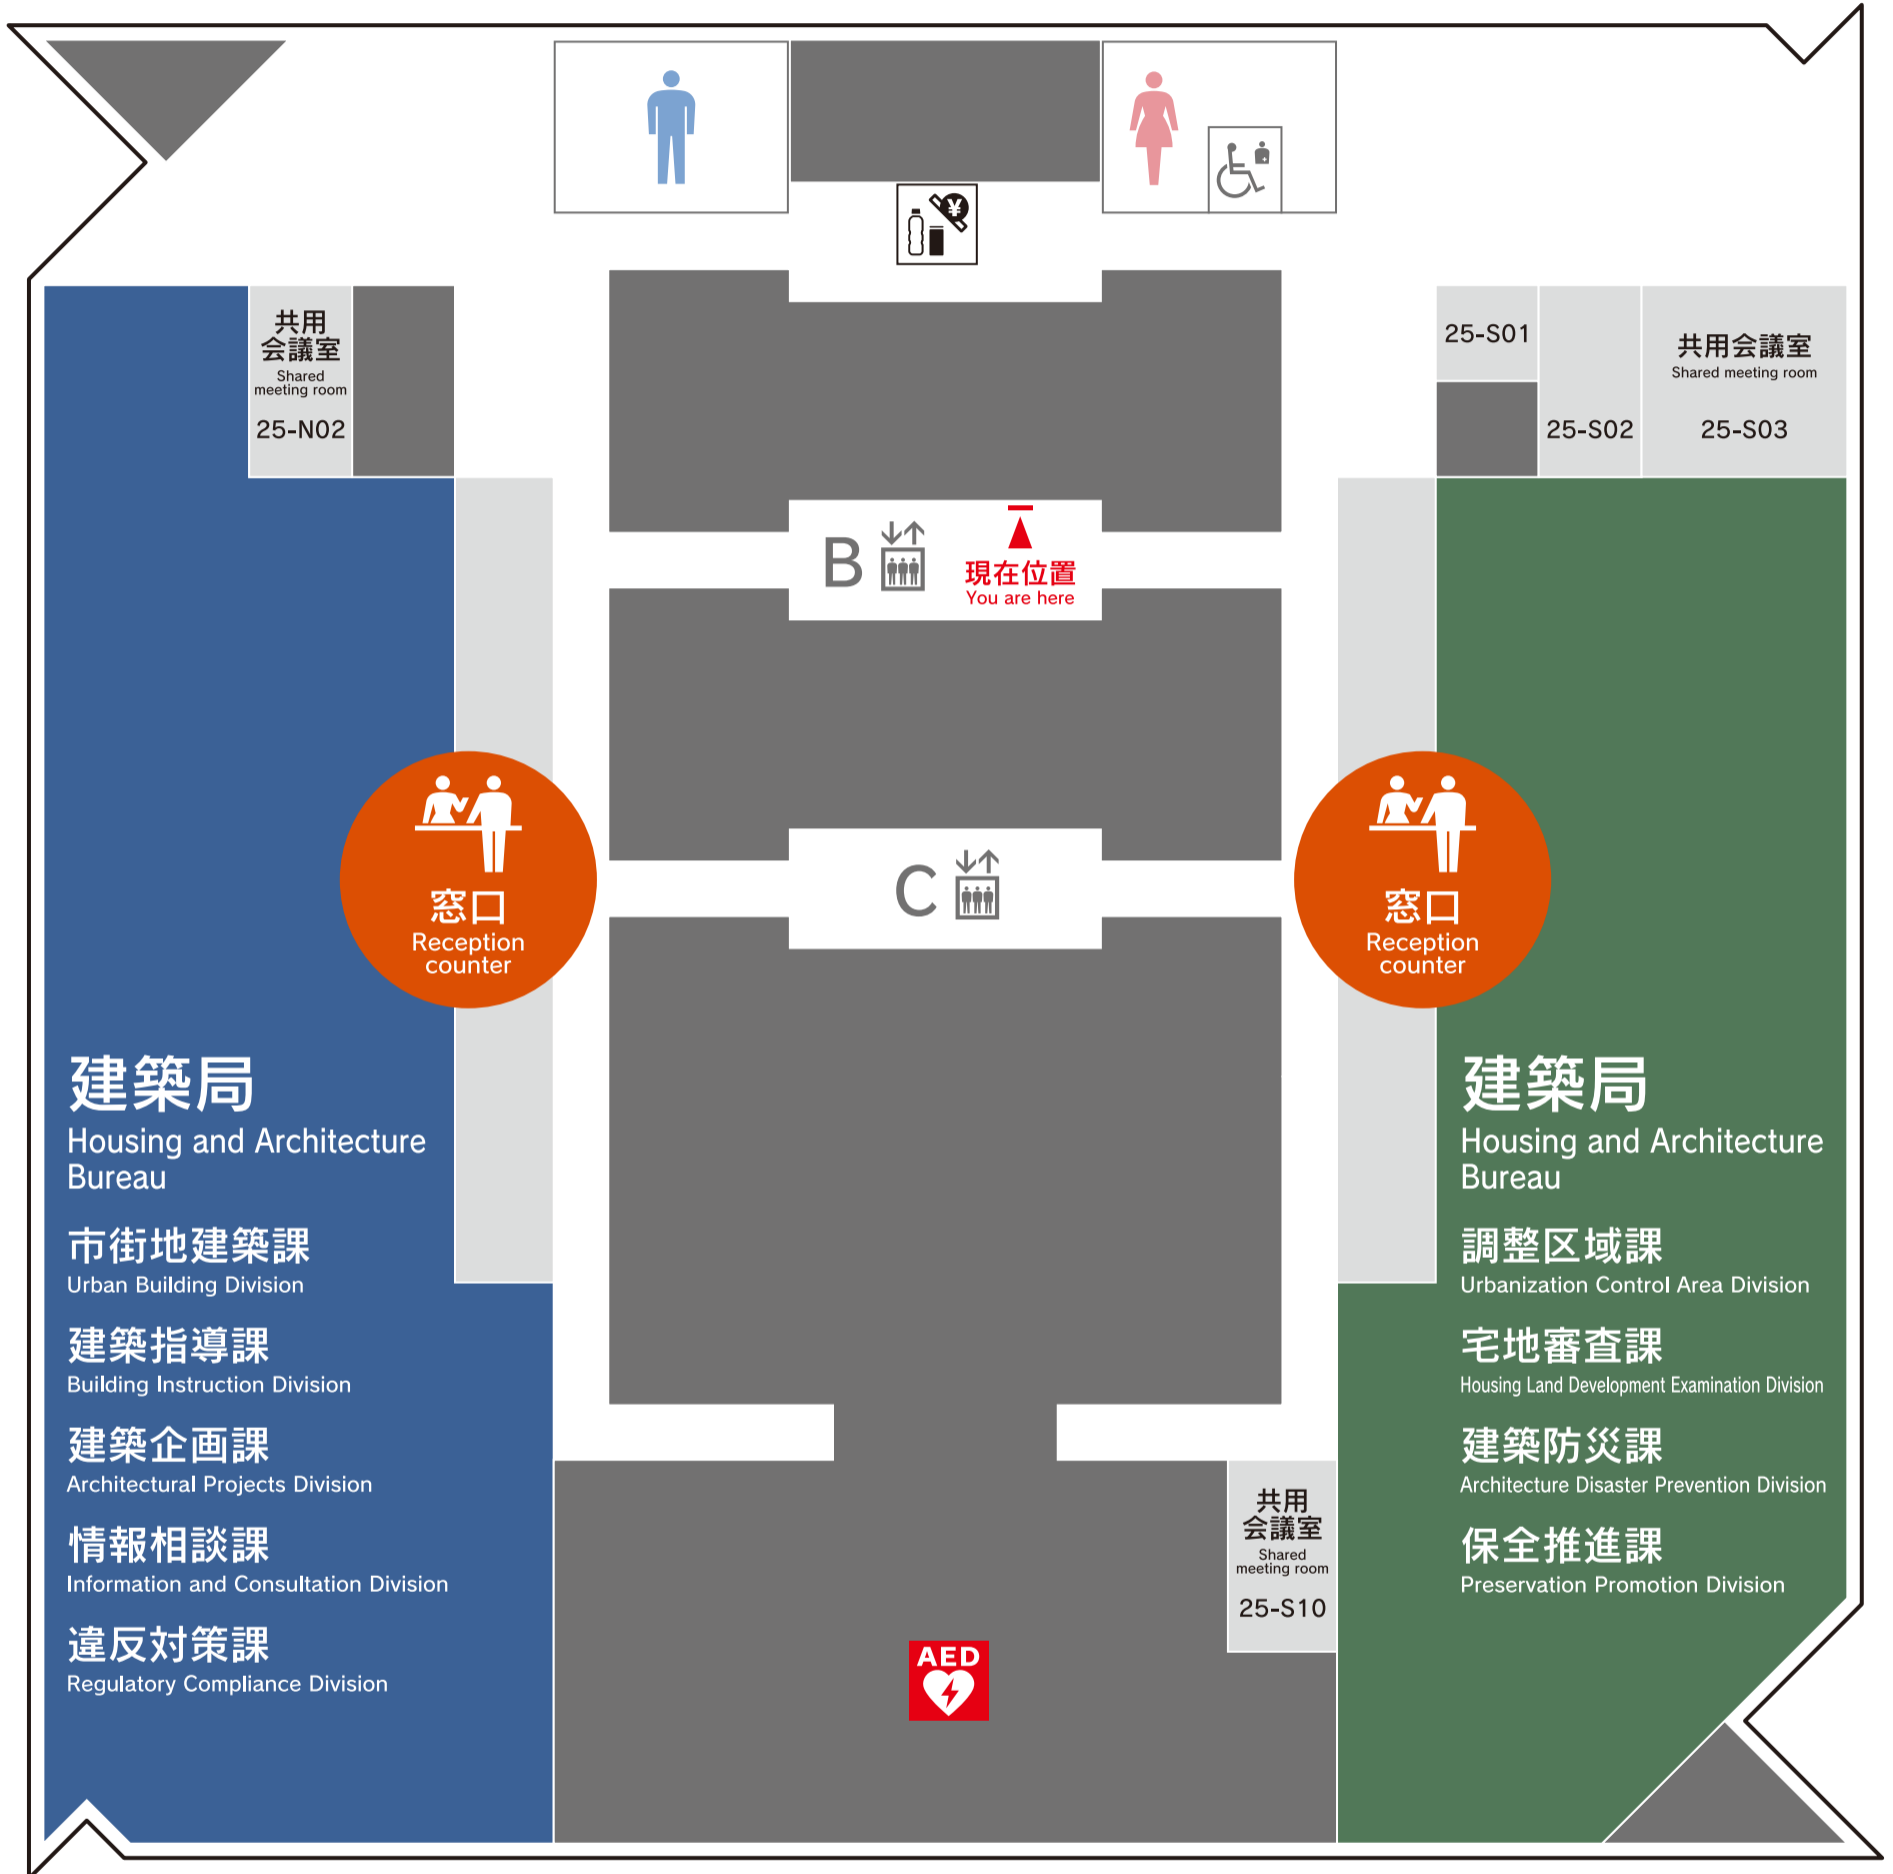 ¥
共用
会議室
Shared
meeting room
25-N02
25-S01
25-S02
共用会議室
Shared meeting room
25-S03
B
現在位置
You are here
C
窓口
Reception
counter
窓口
Reception
counter
建築局
Housing and Architecture
Bureau
市街地建築課
Urban Building Division
建築指導課
Building Instruction Division
建築企画課
Architectural Projects Division
情報相談課
Information and Consultation Division
違反対策課
Regulatory Compliance Division
共用
会議室
Shared
meeting room
25-S10
AED
建築局
Housing and Architecture
Bureau
調整区域課
Urbanization Control Area Division
宅地審査課
Housing Land Development Examination Division
建築防災課
Architecture Disaster Prevention Division
保全推進課
Preservation Promotion Division